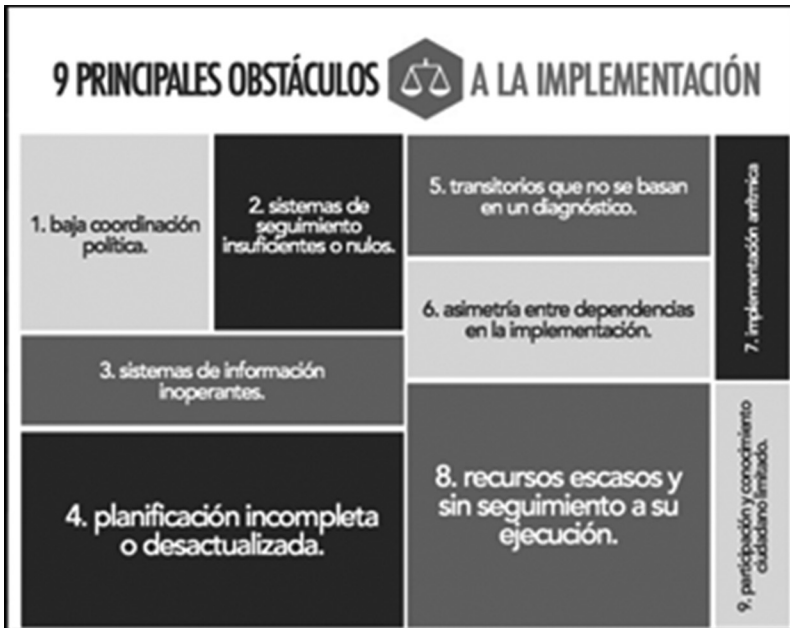 9 PRINCIPALES OBSTÁCULOS A LA IMPLEMENTACIÓN
1. baja coordinación
política.
2. sistemas de
seguimiento
insuficientes o nulos.
3. sistemas de información
inoperantes.
4. planificación incompleta
o desactualizada.
5. transitorios que no se basan
en un diagnóstico.
6. asimetría entre dependencias
en la implementación.
7. implementación arrítmica
8. recursos escasos y
sin seguimiento a su
ejecución.
9. participación y conocimiento
ciudadano limitado.